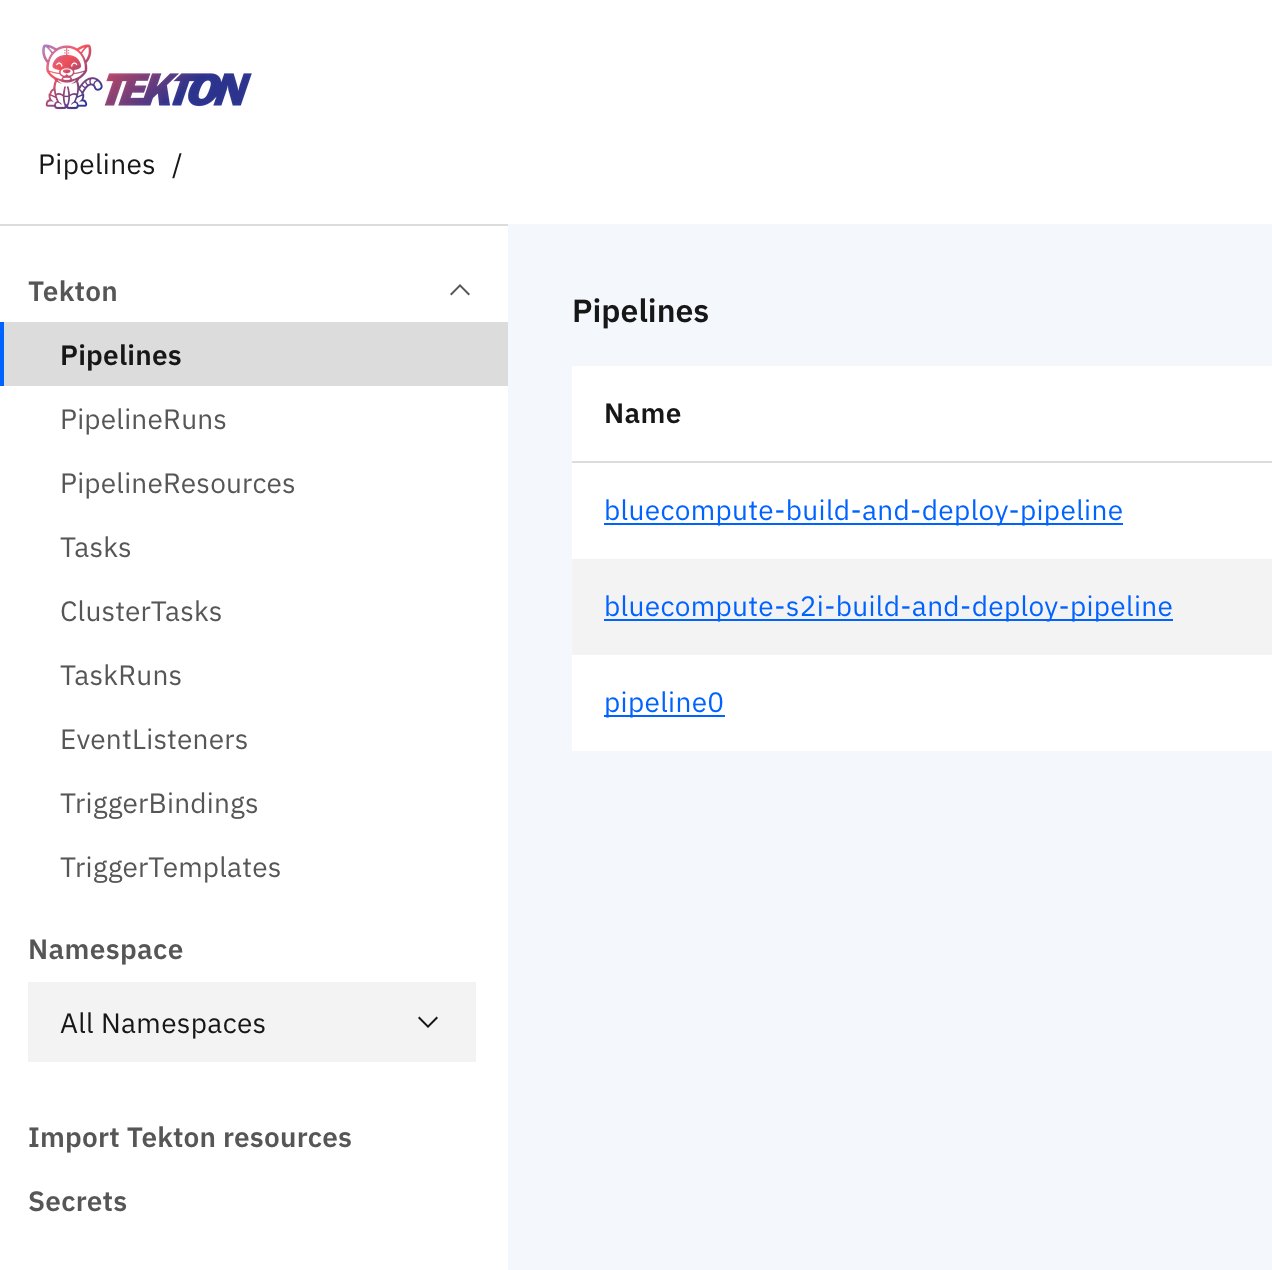 TEKTON
Pipelines /
Tekton
Pipelines
PipelineRuns
PipelineResources
Tasks
ClusterTasks
TaskRuns
EventListeners
TriggerBindings
TriggerTemplates
Namespace
All Namespaces
Import Tekton resources
Secrets
Pipelines
Name
bluecompute-build-and-deploy-pipeline
bluecompute-s2i-build-and-deploy-pipeline
pipeline0